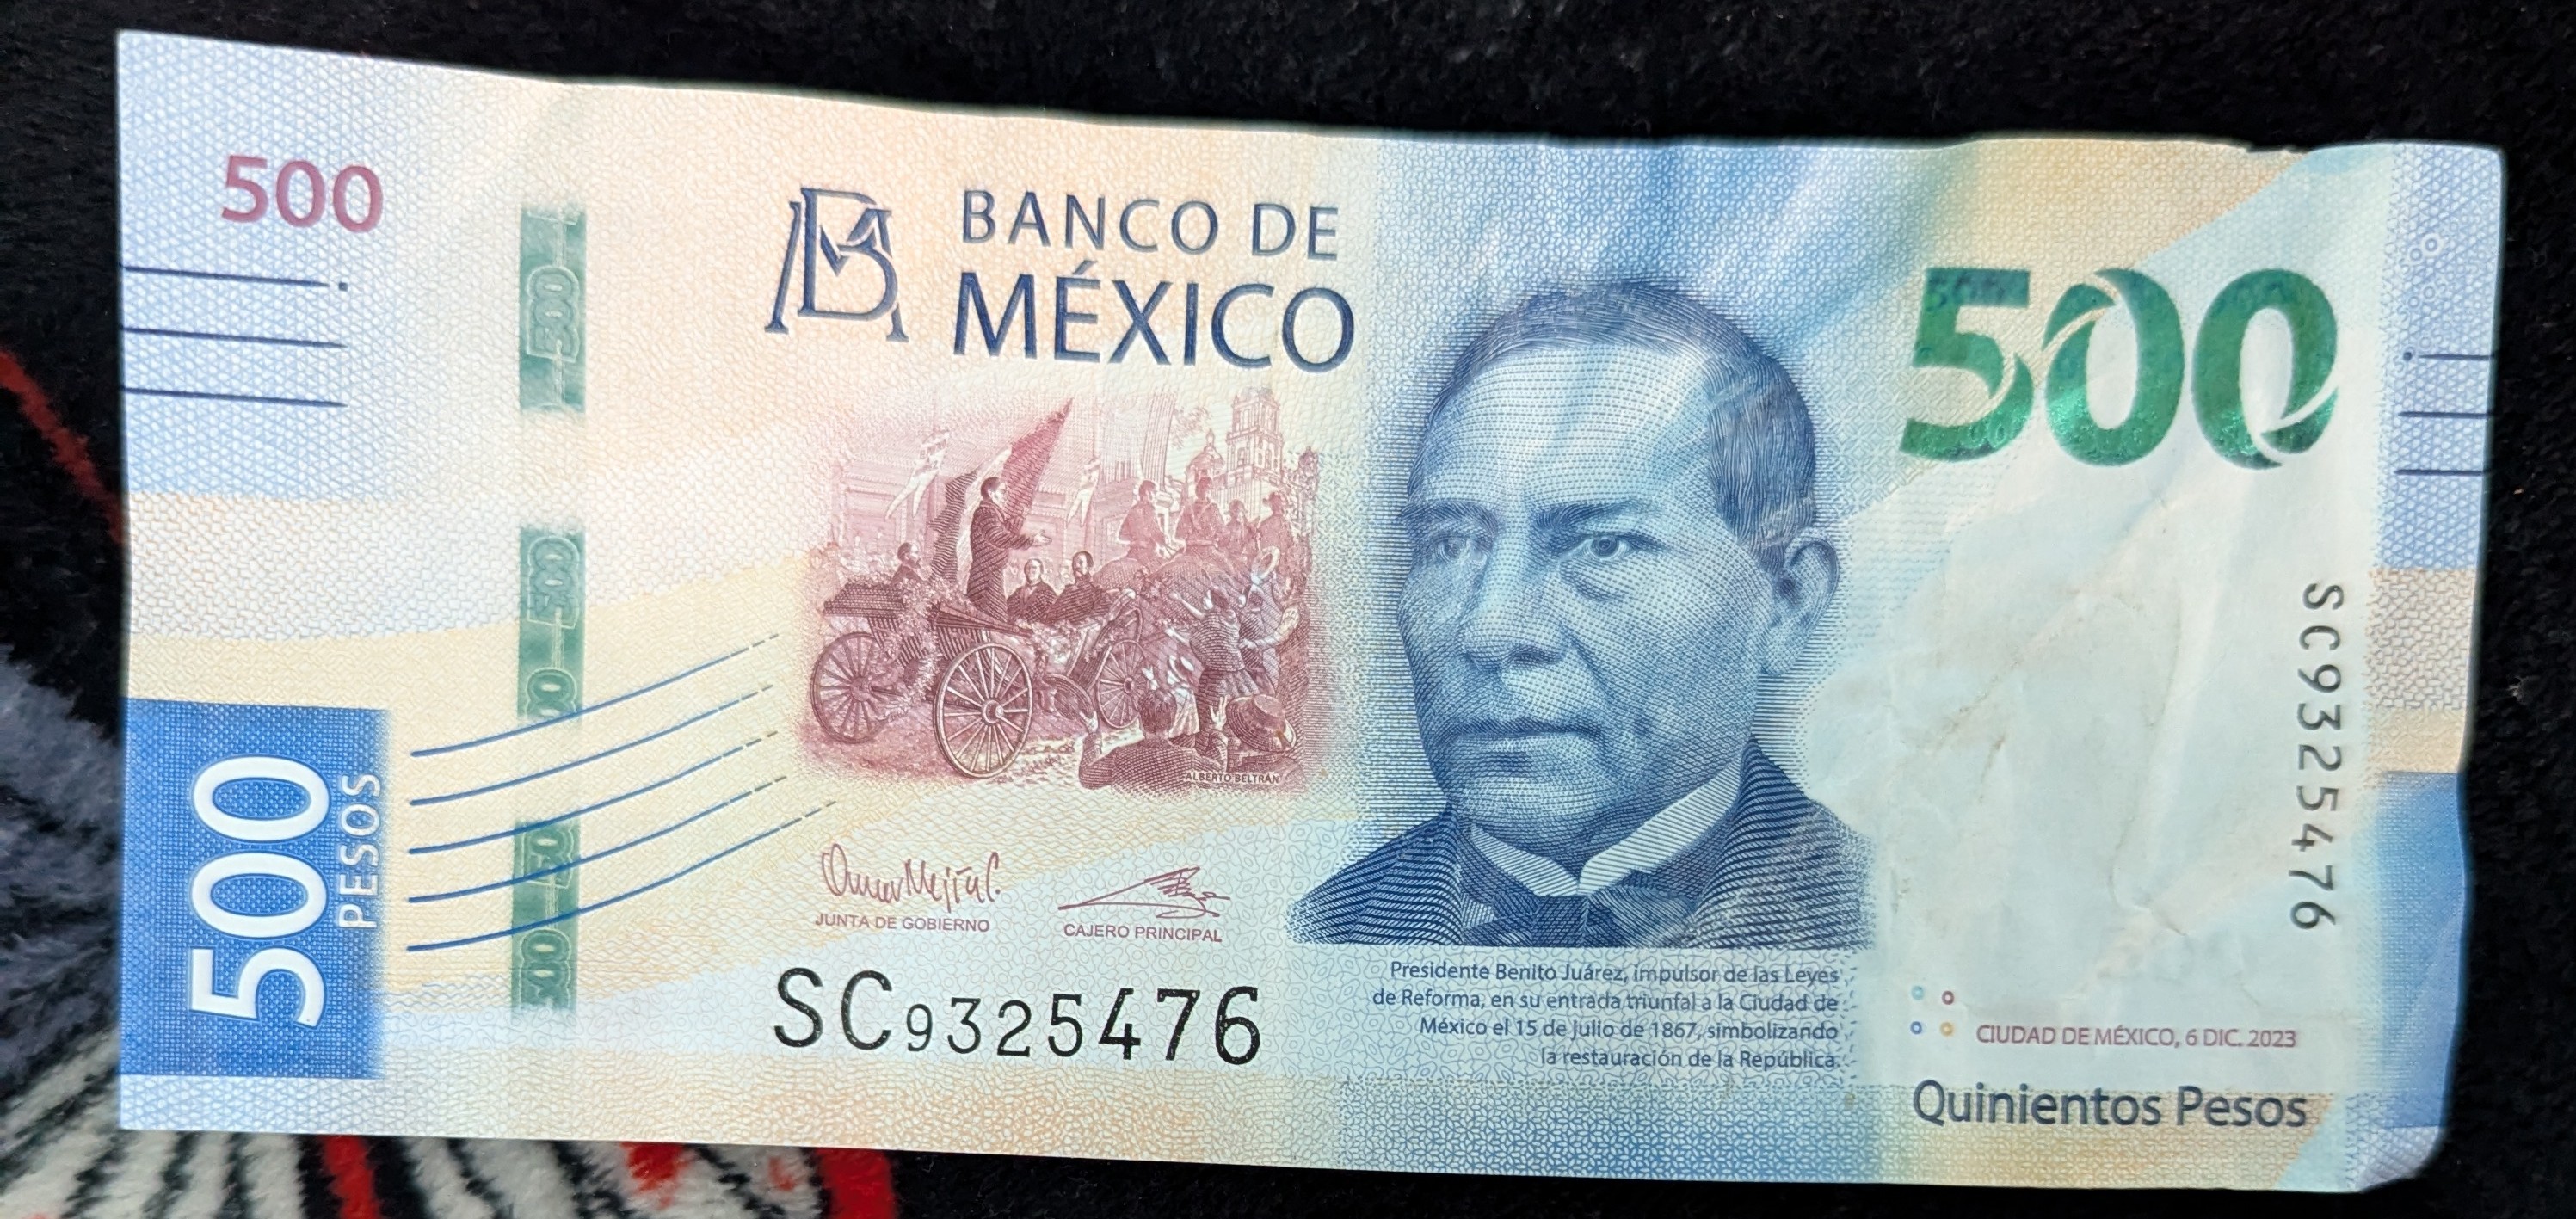 500
BANCO DE
MÉXICO
500
500
500
ALBERTO BELTRÁN
500
PESOS
JUNTA DE GOBIERNO
CAJERO PRINCIPAL
SC9325476
SC9325476
Presidente Benito Juárez, impulsor de las Leyes
de Reforma, en su entrada triunfal a la Ciudad de
México el 15 de julio de 1867, simbolizando
la restauración de la República.
CIUDAD DE MÉXICO, 6 DIC. 2023
Quinientos Pesos